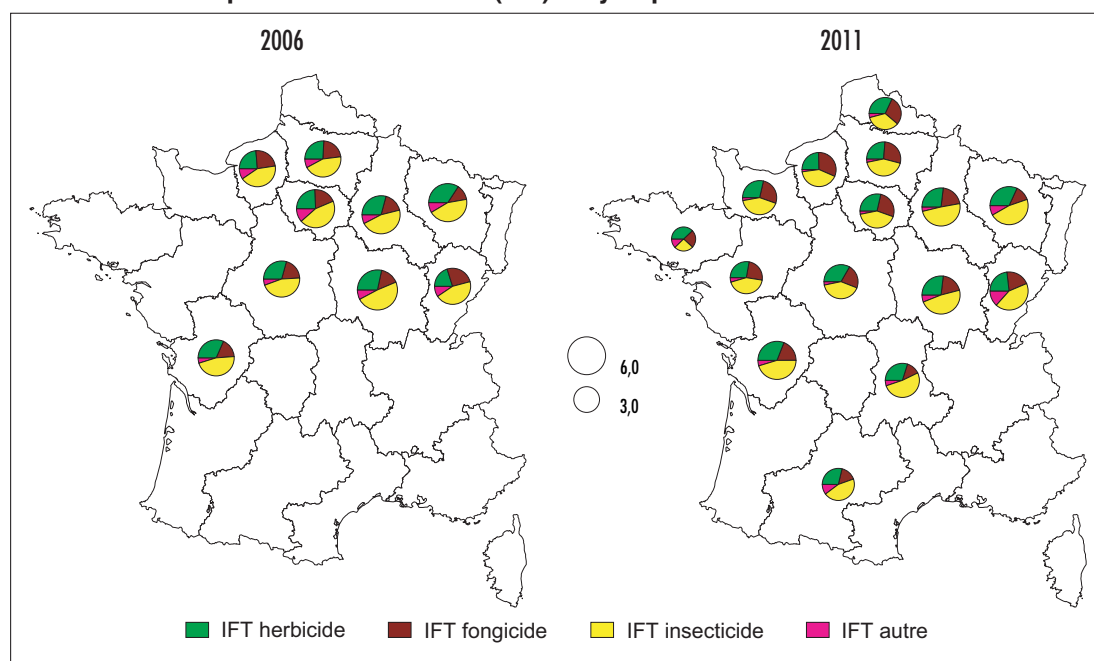 2006
2011
6,0
3,0
IFT herbicide
IFT fongicide
IFT insecticide
IFT autre